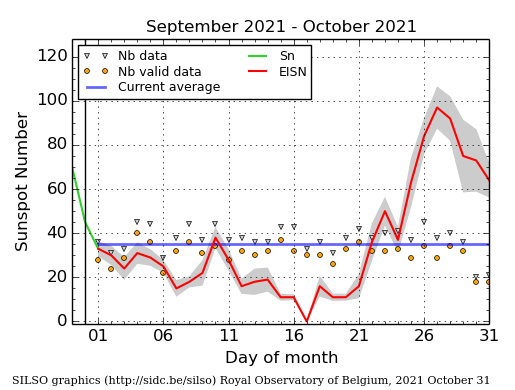 September 2021 - October 2021
Nb data
Nb valid data
Current average
Sn
EISN
Sunspot Number
120
100
80
60
40
20
0
01 06 11 16 21 26 31
Day of month
SILSO graphics (http://sidc.be/silso) Royal Observatory of Belgium, 2021 October 31